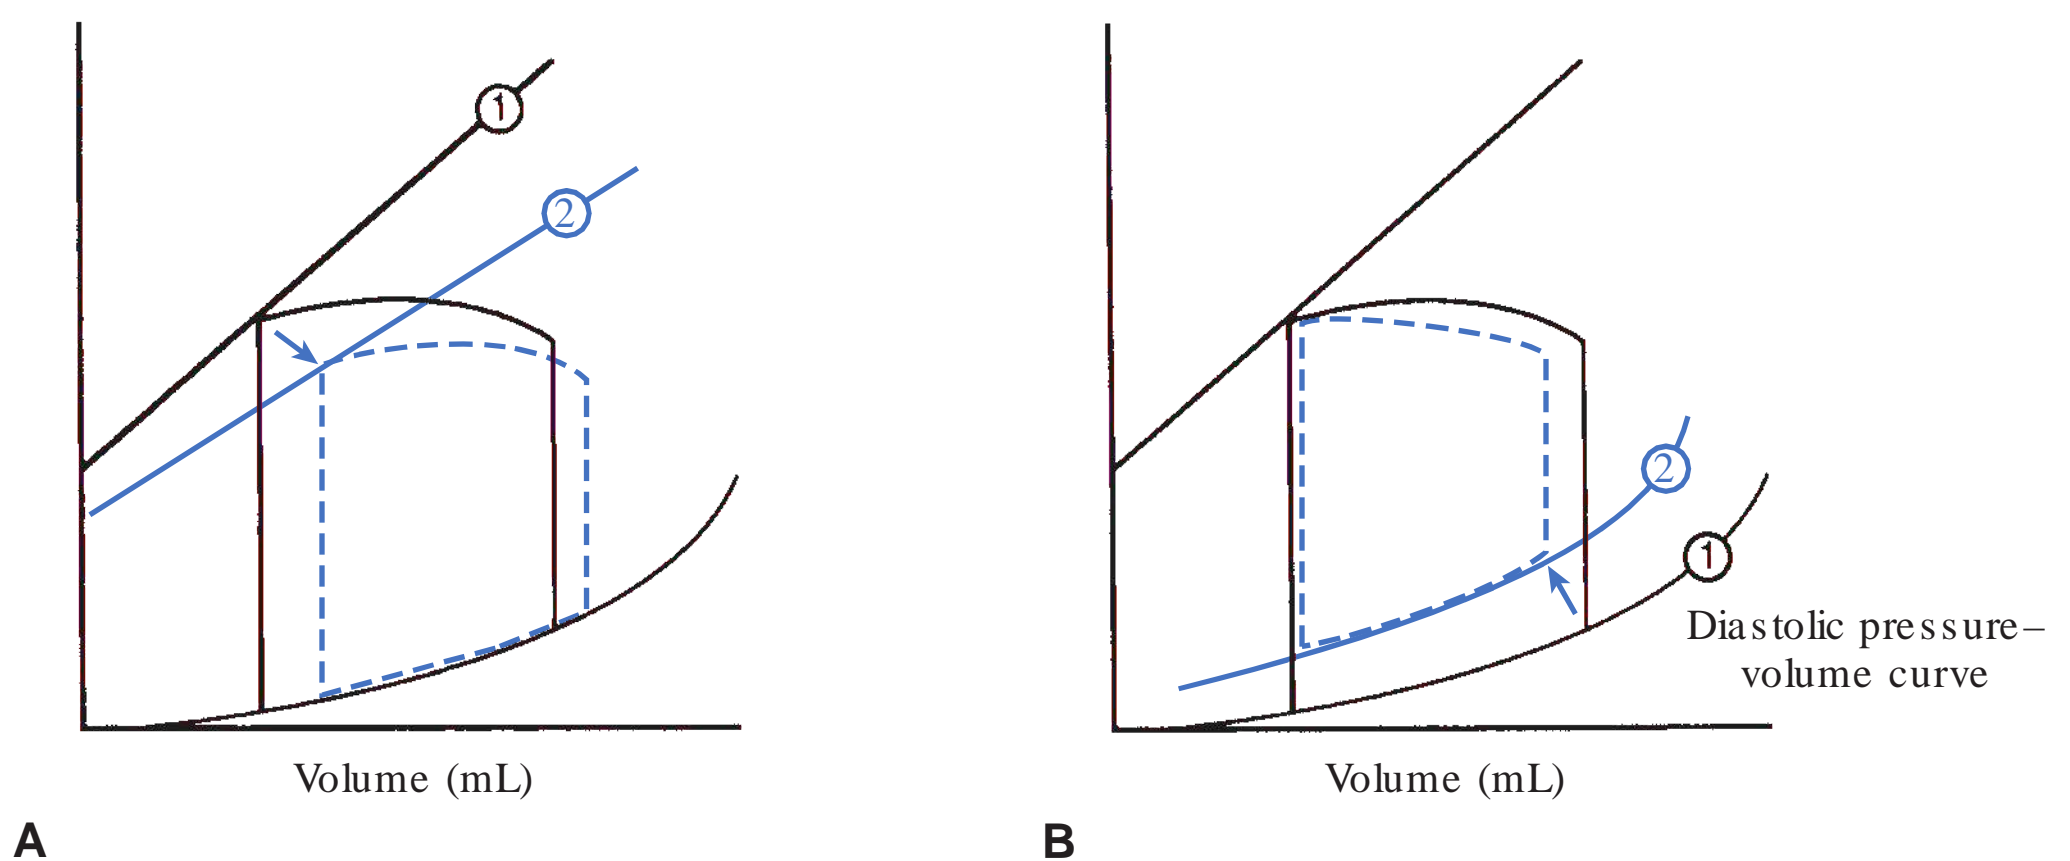 1
2
Volume (mL)
A
2
1
Diastolic pressure–
volume curve
Volume (mL)
B